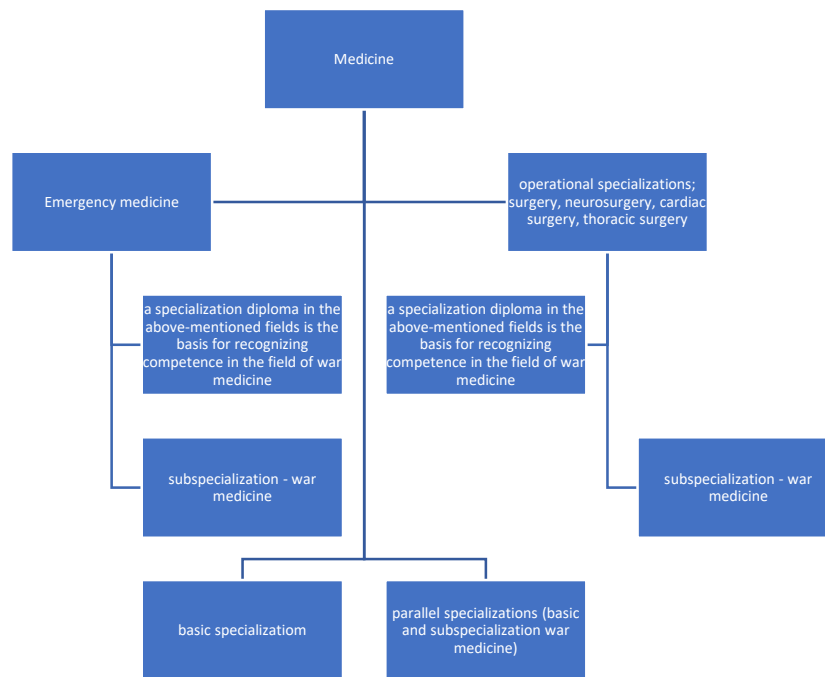 Medicine
Emergency medicine
operational specializations;
surgery, neurosurgery, cardiac
surgery, thoracic surgery
a specialization diploma in the
above-mentioned fields is the
basis for recognizing
competence in the field of war
medicine
a specialization diploma in the
above-mentioned fields is the
basis for recognizing
competence in the field of war
medicine
subspecialization - war
medicine
subspecialization - war
medicine
basic specializatiom
parallel specializations (basic
and subspecialization war
medicine)